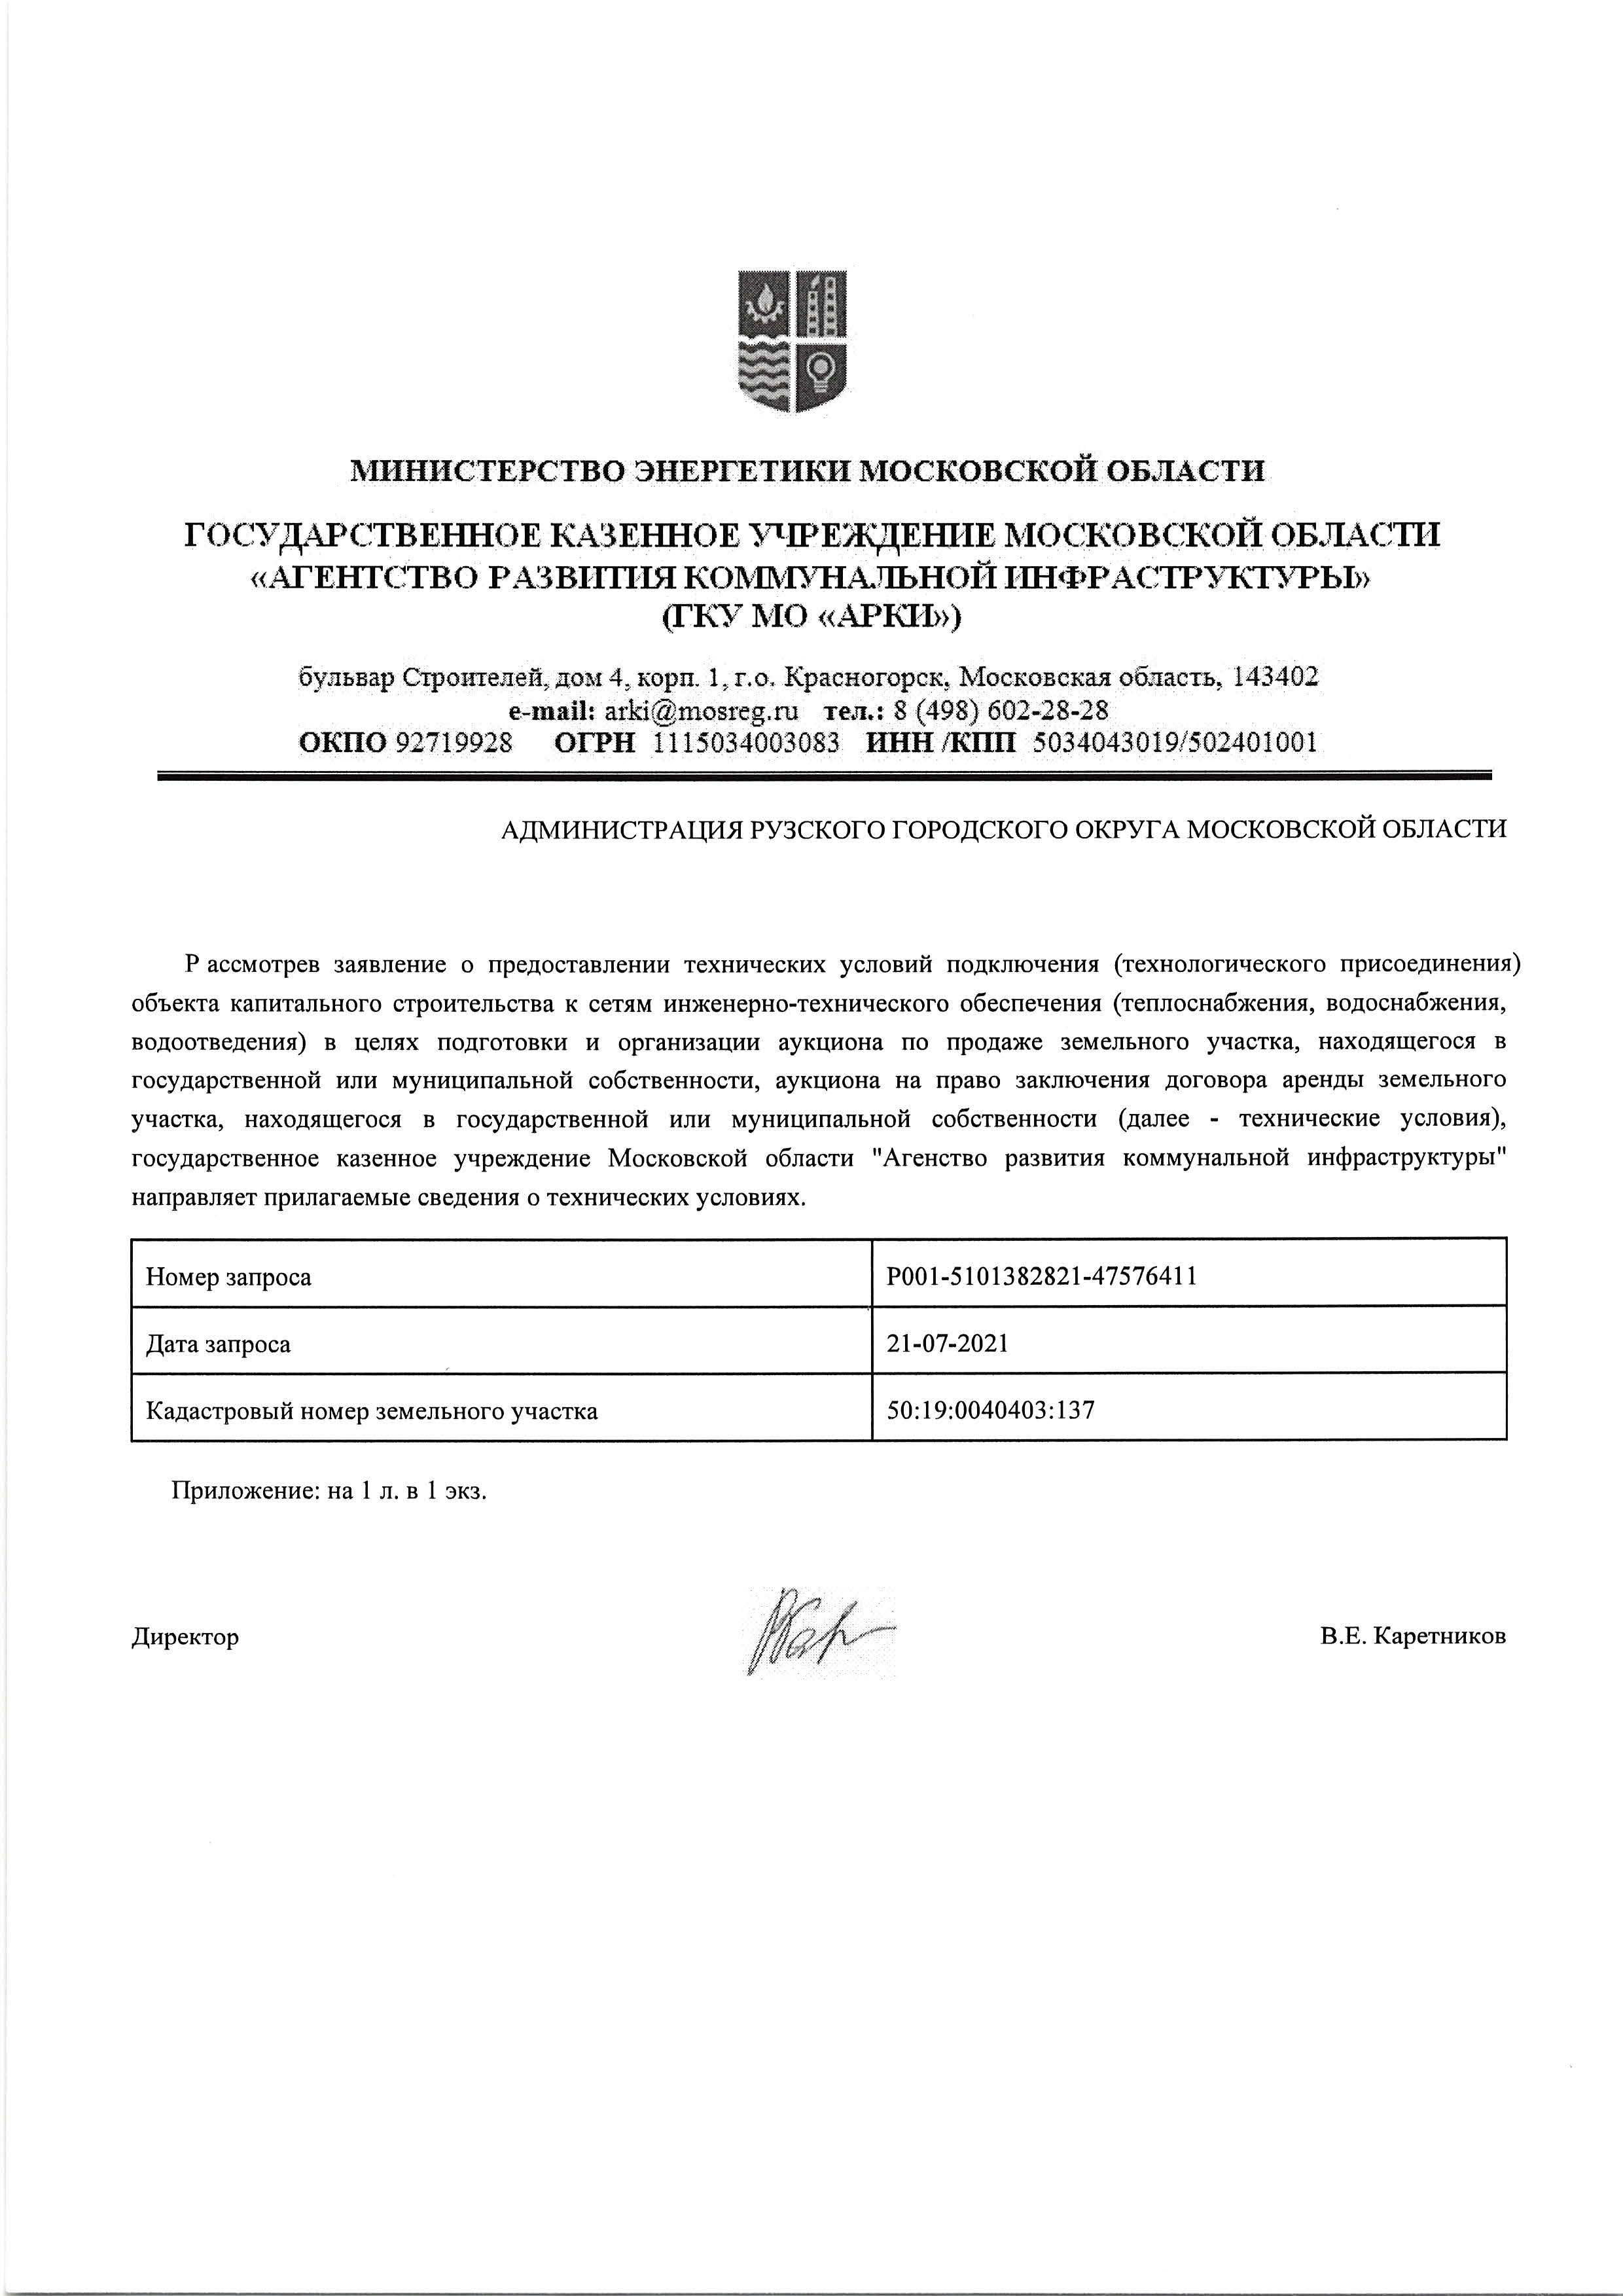 МИНИСТЕРСТВО ЭНЕРГЕТИКИ МОСКОВСКОЙ ОБЛАСТИ
ГОСУДАРСТВЕННОЕ КАЗЕННОЕ УЧРЕЖДЕНИЕ МОСКОВСКОЙ ОБЛАСТИ
«АГЕНТСТВО РАЗВИТИЯ КОММУНАЛЬНОЙ ИНФРАСТРУКТУРЫ»
(ГКУ МО «АРКИ»)
бульвар Строителей, дом 4, корп. 1, г.о. Красногорск, Московская область, 143402
e-mail: arki@mosreg.ru тел.: 8 (498) 602-28-28
ОКПО 92719928 ОГРН 1115034003083 ИНН /КПП 5034043019/502401001
АДМИНИСТРАЦИЯ РУЗСКОГО ГОРОДСКОГО ОКРУГА МОСКОВСКОЙ ОБЛАСТИ
Р ассмотрев заявление о предоставлении технических условий подключения (технологического присоединения)
объекта капитального строительства к сетям инженерно-технического обеспечения (теплоснабжения, водоснабжения,
водоотведения) в целях подготовки и организации аукциона по продаже земельного участка, находящегося в
государственной или муниципальной собственности, аукциона на право заключения договора аренды земельного
участка, находящегося в государственной или муниципальной собственности (далее - технические условия),
государственное казенное учреждение Московской области "Агенство развития коммунальной инфраструктуры"
направляет прилагаемые сведения о технических условиях.
Номер запроса P001-5101382821-47576411
Дата запроса 21-07-2021
Кадастровый номер земельного участка 50:19:0040403:137
Приложение: на 1 л. в 1 экз.
Директор В.Е. Каретников